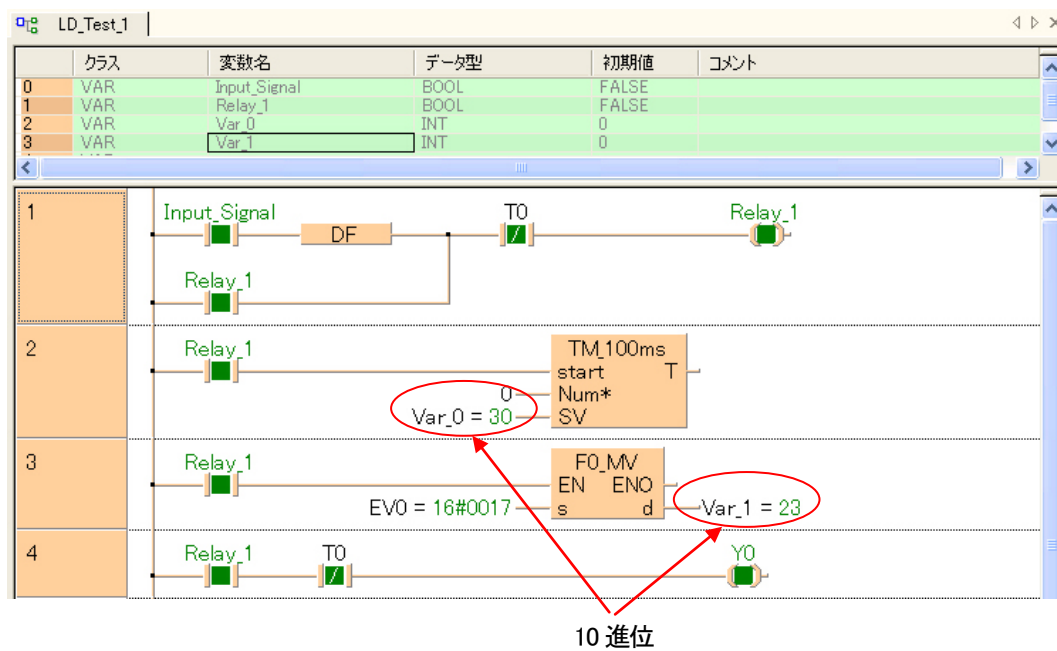 LD_Test_1
クラス 変数名 データ型 初期値 コメント
0 VAR Input_Signal BOOL FALSE
1 VAR Relay_1 BOOL FALSE
2 VAR Var_0 INT 0
3 VAR Var_1 INT 0
1
Input_Signal T0 Relay_1
DF
Relay_1
2
Relay_1 TM_100ms
start T
0 Num*
Var_0 = 30 SV
3
Relay_1 F0_MV
EN ENO
EV0 = 16#0017 s d Var_1 = 23
4
Relay_1 T0 Y0
10 進位